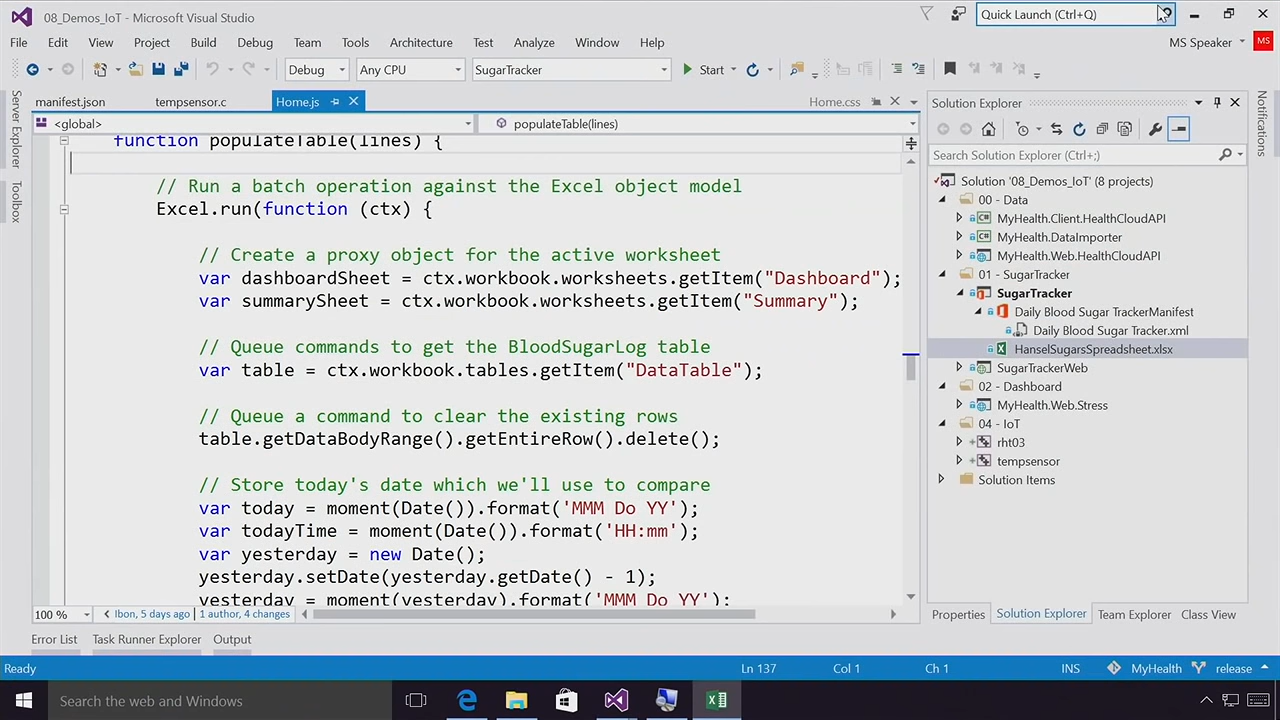 08_Demos_IoT - Microsoft Visual Studio
Quick Launch (Ctrl+Q)
File Edit View Project Build Debug Team Tools Architecture Test Analyze Window Help
MS Speaker MS
Debug Any CPU SugarTracker Start
Server Explorer
Toolbox
manifest.json tempsensor.c Home.js Home.css
<global> populateTable(lines)
function populateTable(lines) {
// Run a batch operation against the Excel object model
Excel.run(function (ctx) {
// Create a proxy object for the active worksheet
var dashboardSheet = ctx.workbook.worksheets.getItem("Dashboard");
var summarySheet = ctx.workbook.worksheets.getItem("Summary");
// Queue commands to get the BloodSugarLog table
var table = ctx.workbook.tables.getItem("DataTable");
// Queue a command to clear the existing rows
table.getDataBodyRange().getEntireRow().delete();
// Store today's date which we'll use to compare
var today = moment(Date()).format('MMM Do YY');
var todayTime = moment(Date()).format('HH:mm');
var yesterday = new Date();
yesterday.setDate(yesterday.getDate() - 1);
yesterday = moment(yesterday).format('MMM Do YY');
100 % Ibon, 5 days ago | 1 author, 4 changes
Error List Task Runner Explorer Output
Solution Explorer
Search Solution Explorer (Ctrl+;)
Solution '08_Demos_IoT' (8 projects)
00 - Data
MyHealth.Client.HealthCloudAPI
MyHealth.DataImporter
MyHealth.Web.HealthCloudAPI
01 - SugarTracker
SugarTracker
Daily Blood Sugar TrackerManifest
Daily Blood Sugar Tracker.xml
HanselSugarsSpreadsheet.xlsx
SugarTrackerWeb
02 - Dashboard
MyHealth.Web.Stress
04 - IoT
rht03
tempsensor
Solution Items
Properties Solution Explorer Team Explorer Class View
Notifications
Ready Ln 137 Col 1 Ch 1 INS MyHealth release
Search the web and Windows